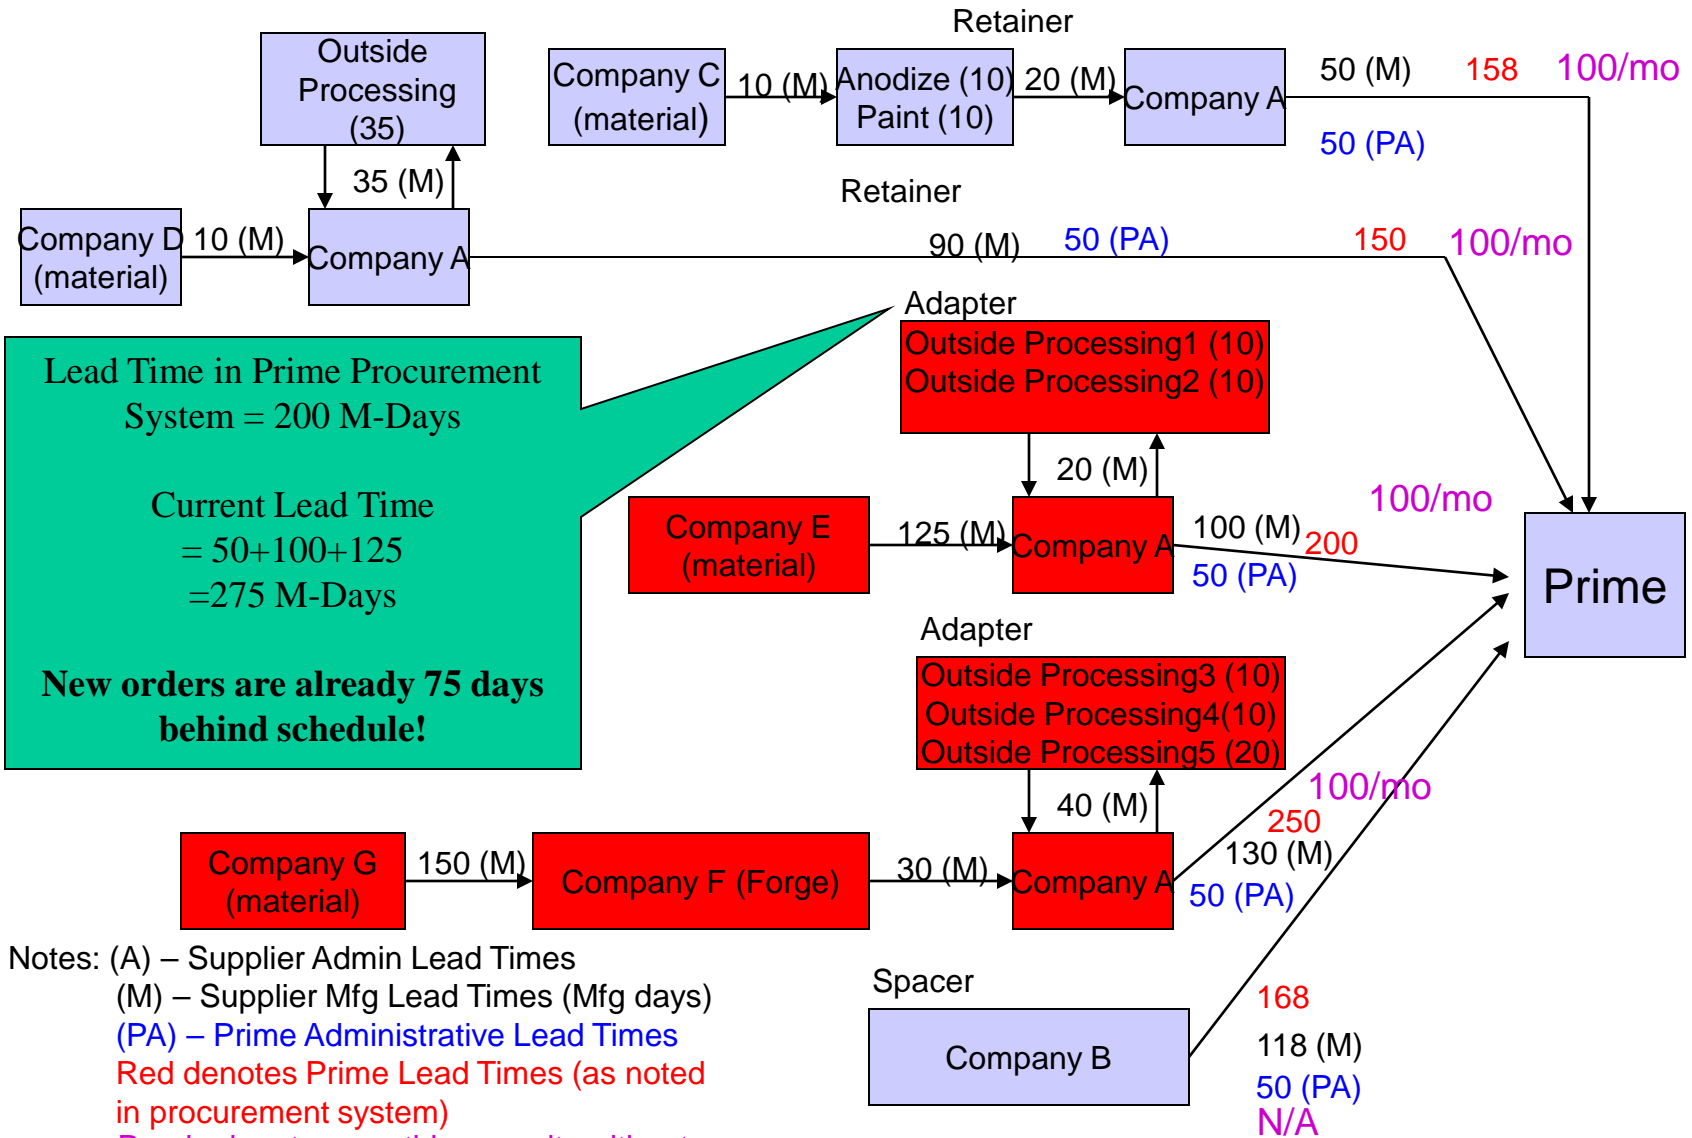 Retainer
Outside
Processing
(35)
Company C
(material)
10 (M)
Anodize (10)
Paint (10)
20 (M)
Company A
50 (M)
158
100/mo
50 (PA)
35 (M)
Retainer
Company D
(material)
10 (M)
Company A
90 (M)
50 (PA)
150
100/mo
Adapter
Outside Processing1 (10)
Outside Processing2 (10)
Lead Time in Prime Procurement
System = 200 M-Days
Current Lead Time
= 50+100+125
=275 M-Days
New orders are already 75 days
behind schedule!
20 (M)
Company E
(material)
125 (M)
Company A
100 (M)
200
100/mo
50 (PA)
Prime
Adapter
Outside Processing3 (10)
Outside Processing4(10)
Outside Processing5 (20)
40 (M)
100/mo
250
130 (M)
50 (PA)
Company G
(material)
150 (M)
Company F (Forge)
30 (M)
Company A
Notes: (A) – Supplier Admin Lead Times
(M) – Supplier Mfg Lead Times (Mfg days)
(PA) – Prime Administrative Lead Times
Red denotes Prime Lead Times (as noted
in procurement system)
Spacer
Company B
168
118 (M)
50 (PA)
N/A